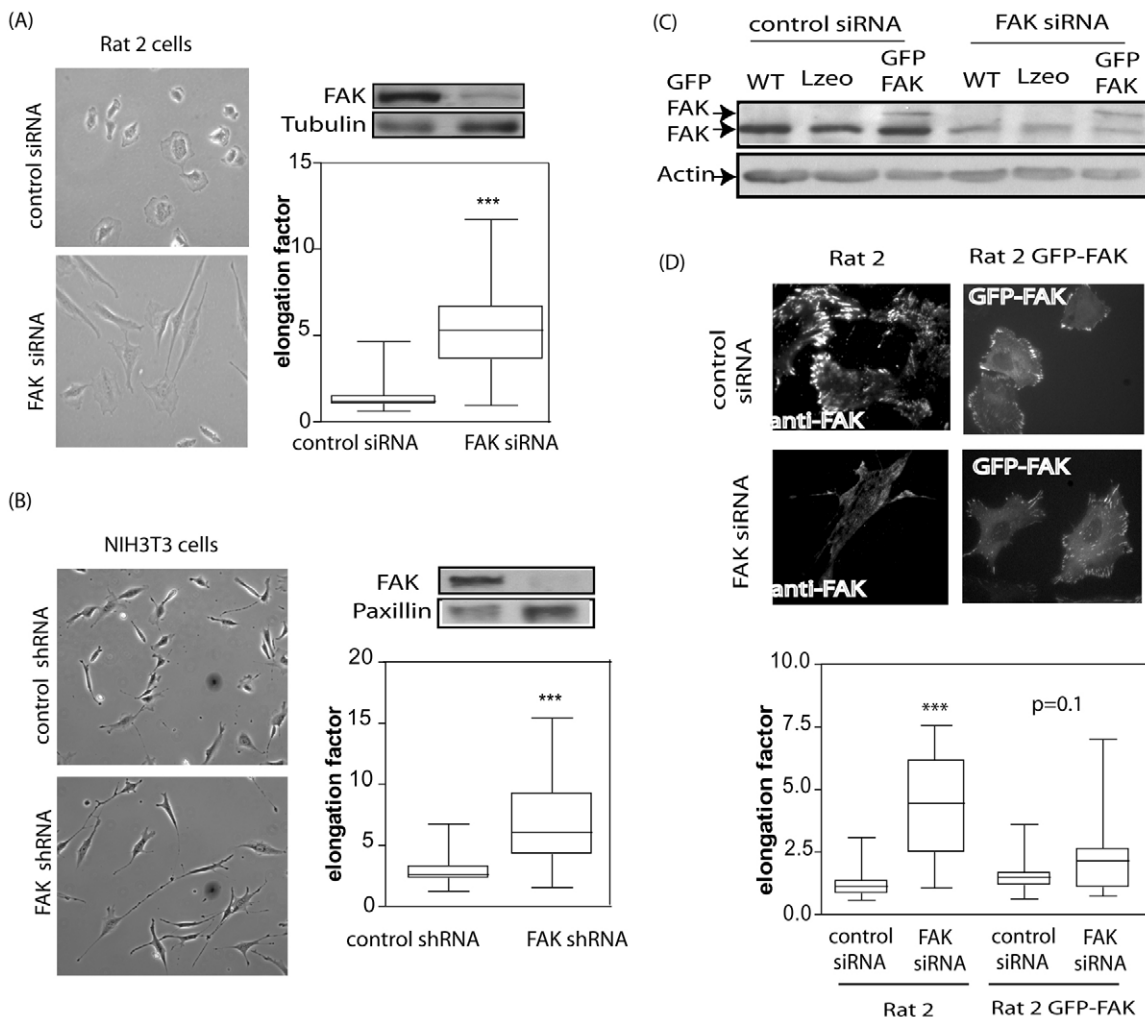 (A)
Rat 2 cells
control siRNA
FAK siRNA
FAK
Tubulin
elongation factor
15
10
5
0
***
control siRNA
FAK siRNA
(B)
NIH3T3 cells
control shRNA
FAK shRNA
FAK
Paxillin
elongation factor
20
15
10
5
0
***
control shRNA
FAK shRNA
(C)
control siRNA
FAK siRNA
WT
Lzeo
GFP
FAK
WT
Lzeo
GFP
FAK
GFP
FAK
FAK
Actin
(D)
Rat 2
Rat 2 GFP-FAK
control
siRNA
anti-FAK
GFP-FAK
FAK siRNA
anti-FAK
GFP-FAK
elongation factor
10.0
7.5
5.0
2.5
0.0
***
p=0.1
control
siRNA
FAK
siRNA
control
siRNA
FAK
siRNA
Rat 2
Rat 2 GFP-FAK